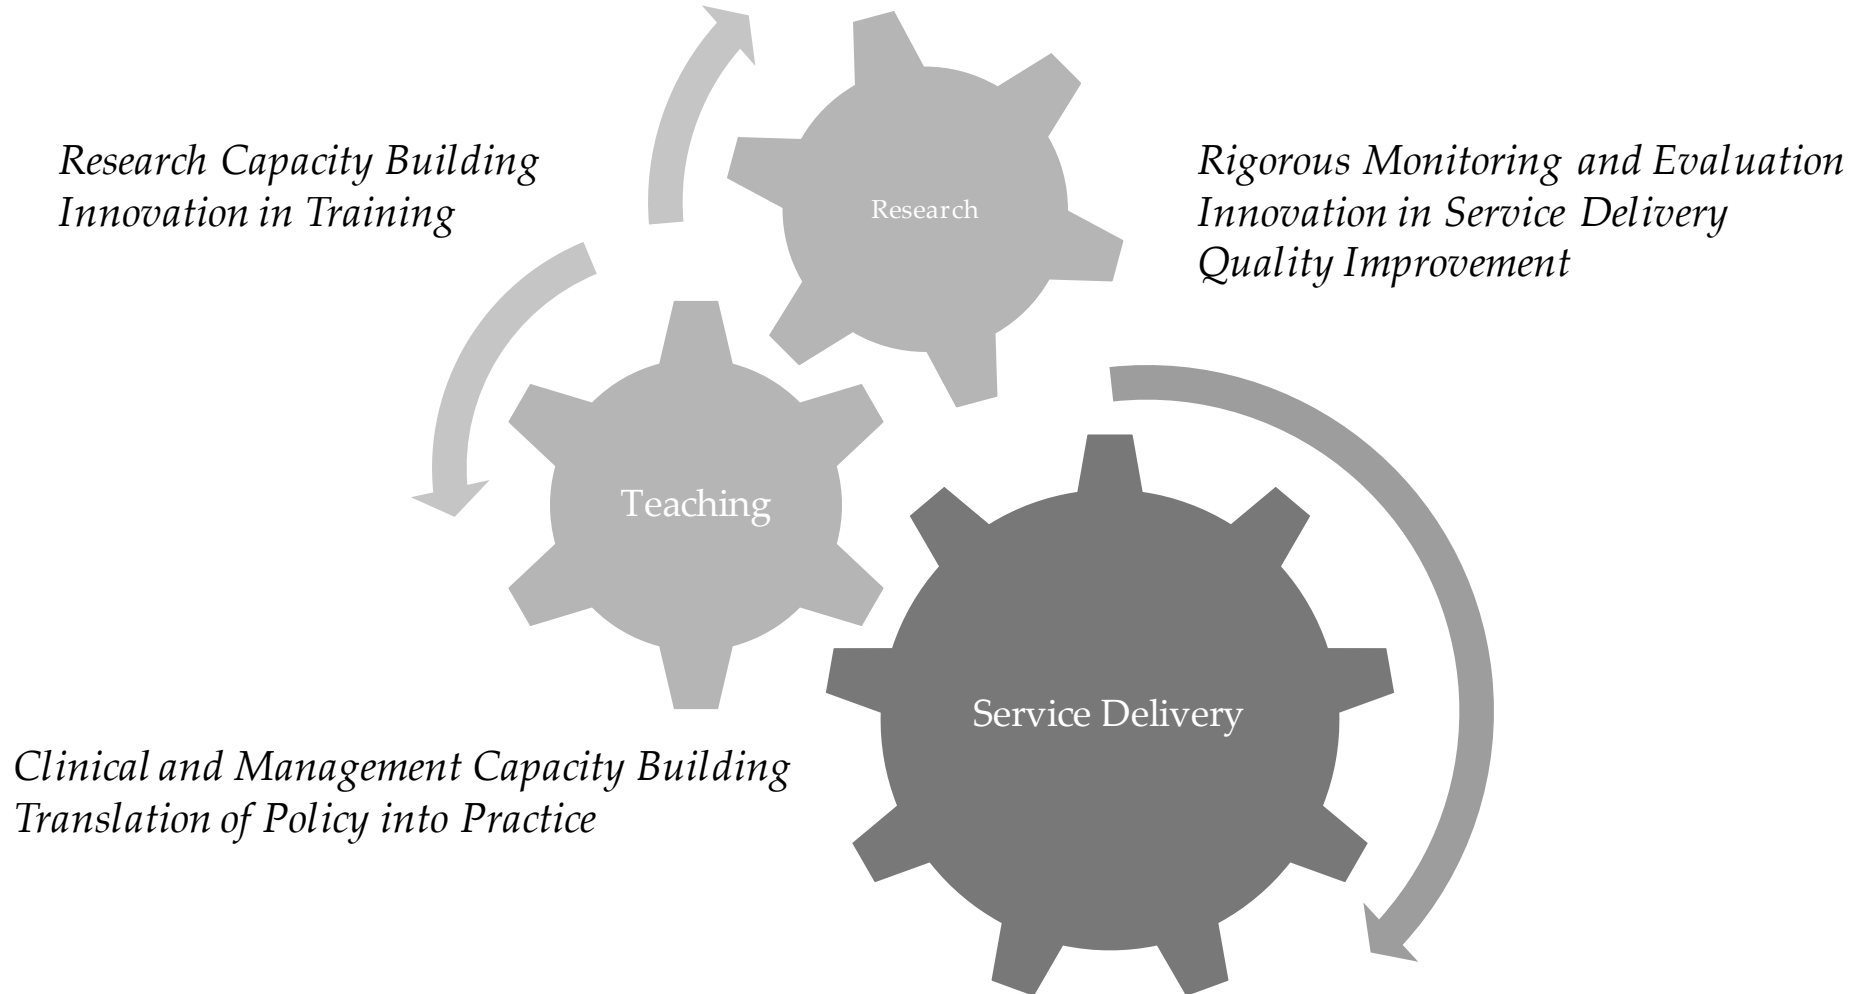 Research Capacity Building
Innovation in Training
Research
Rigorous Monitoring and Evaluation
Innovation in Service Delivery
Quality Improvement
Teaching
Service Delivery
Clinical and Management Capacity Building
Translation of Policy into Practice